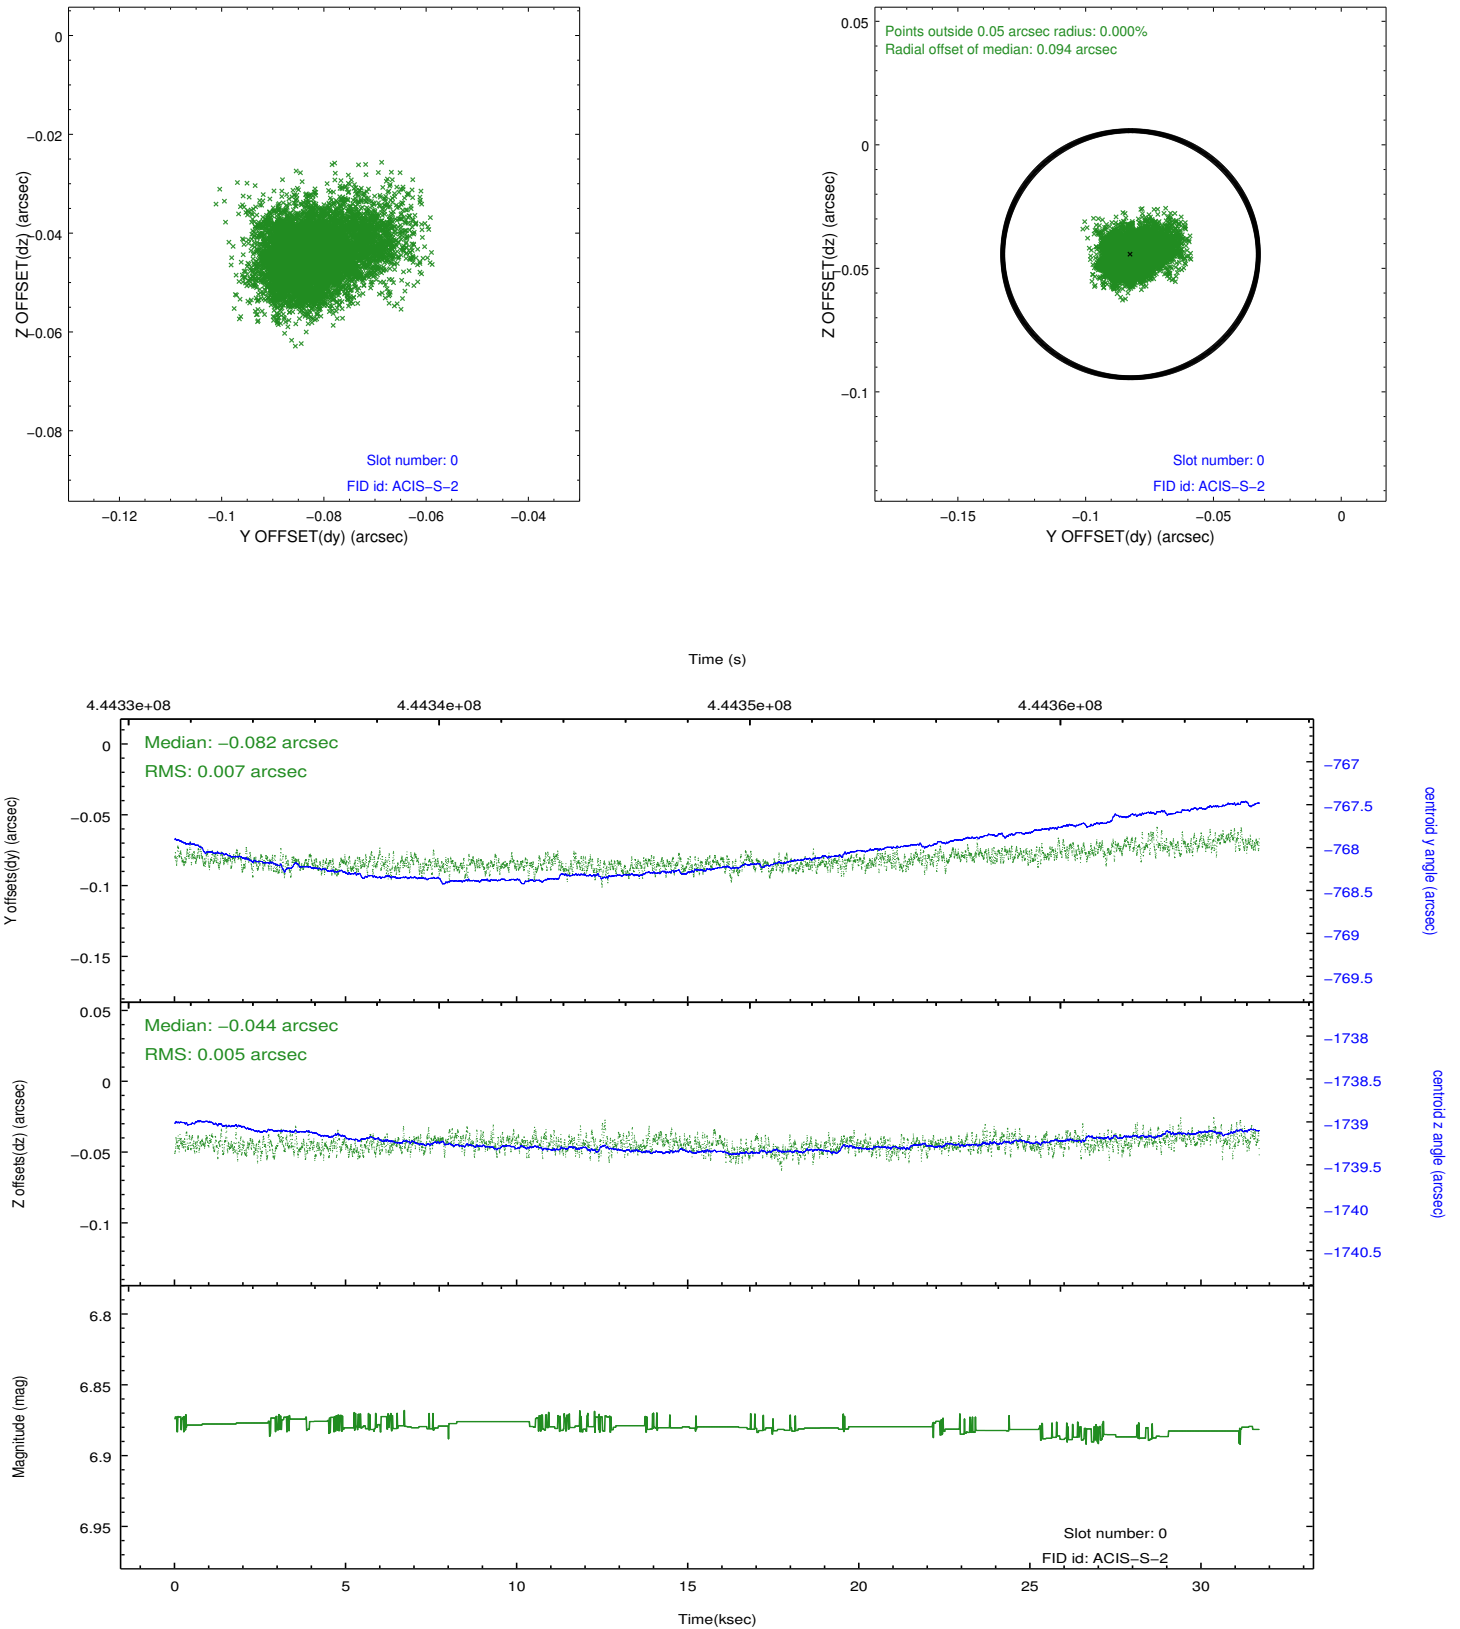 0
−0.02
−0.04
−0.06
−0.08
Z OFFSET(dz) (arcsec)
Slot number: 0
FID id: ACIS−S−2
−0.12
−0.1
−0.08
−0.06
−0.04
Y OFFSET(dy) (arcsec)
Points outside 0.05 arcsec radius: 0.000%
Radial offset of median: 0.094 arcsec
0.05
0
−0.05
−0.1
Z OFFSET(dz) (arcsec)
Slot number: 0
FID id: ACIS−S−2
−0.15
−0.1
−0.05
0
Y OFFSET(dy) (arcsec)
Time (s)
4.4433e+08
4.4434e+08
4.4435e+08
4.4436e+08
Median: −0.082 arcsec
RMS: 0.007 arcsec
0
−0.05
−0.1
−0.15
Y offsets(dy) (arcsec)
−767
−767.5
−768
−768.5
−769
−769.5
centroid y angle (arcsec)
Median: −0.044 arcsec
RMS: 0.005 arcsec
0.05
0
−0.05
−0.1
Z offsets(dz) (arcsec)
−1738
−1738.5
−1739
−1739.5
−1740
−1740.5
centroid z angle (arcsec)
6.8
6.85
6.9
6.95
Magnitude (mag)
Slot number: 0
FID id: ACIS−S−2
0
5
10
15
20
25
30
Time(ksec)